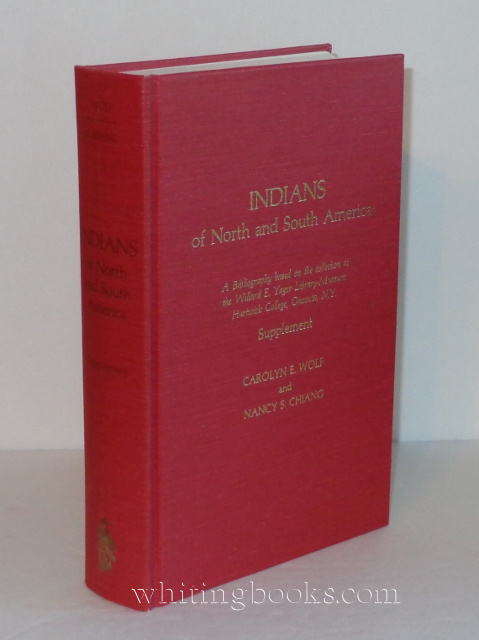 INDIANS
of North and South America
A Bibliography based on the collection at
the Willard E. Yager Library-Museum
Hartwick College, Oneonta, N.Y.
Supplement
CAROLYN E. WOLF
and
NANCY S. CHIANG
INDIANS
of North
and South
America
whitingbooks.com